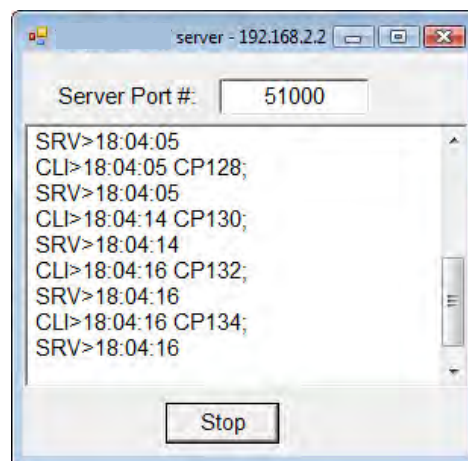 server - 192.168.2.2
Server Port #: 51000
SRV>18:04:05
CLI>18:04:05 CP128;
SRV>18:04:05
CLI>18:04:14 CP130;
SRV>18:04:14
CLI>18:04:16 CP132;
SRV>18:04:16
CLI>18:04:16 CP134;
SRV>18:04:16
Stop